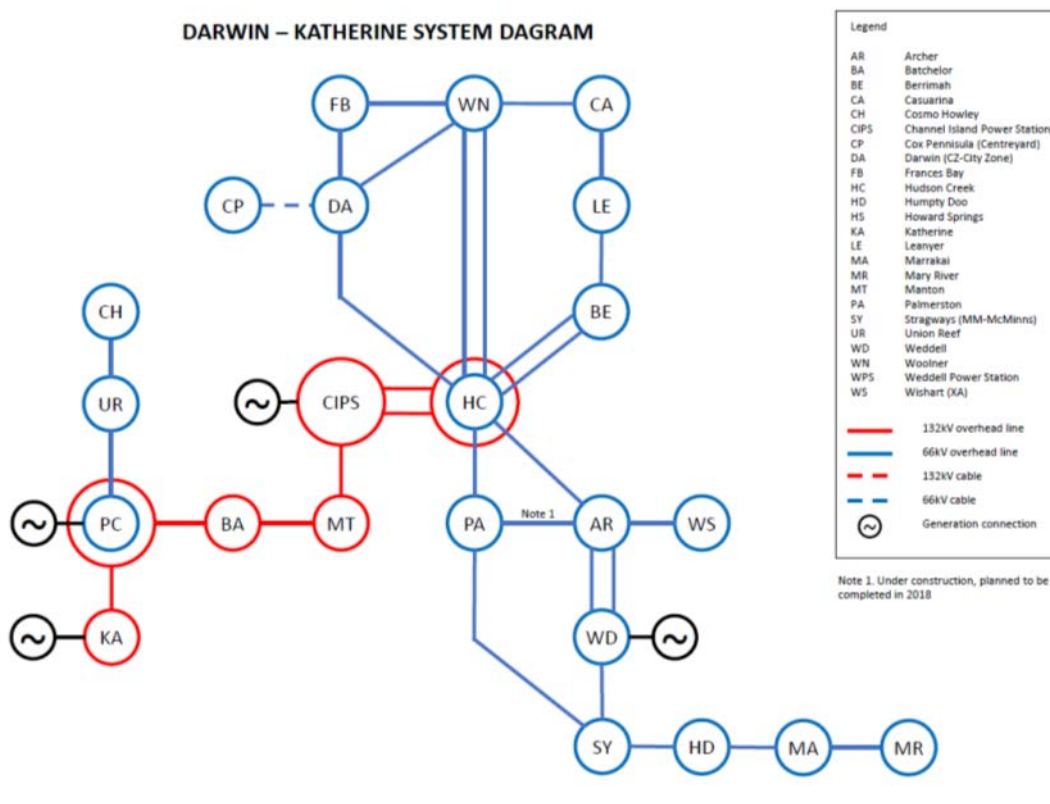 DARWIN – KATHERINE SYSTEM DAGRAM
FB
WN
CA
CP
DA
LE
CH
BE
UR
~
CIPS
HC
~
PC
BA
MT
PA
Note 1
AR
WS
~
KA
WD
~
SY
HD
MA
MR
Legend
AR Archer
BA Batchelor
BE Berrimah
CA Casuarina
CH Cosmo Howley
CIPS Channel Island Power Station
CP Cox Pennisula (Centreyard)
DA Darwin (CZ-City Zone)
FB Frances Bay
HC Hudson Creek
HD Humpty Doo
HS Howard Springs
KA Katherine
LE Leanyer
MA Marrakai
MR Mary River
MT Manton
PA Palmerston
SY Stragways (MM-McMinns)
UR Union Reef
WD Weddell
WN Woolner
WPS Weddell Power Station
WS Wishart (XA)
132kV overhead line
66kV overhead line
132kV cable
66kV cable
~ Generation connection
Note 1. Under construction, planned to be
completed in 2018